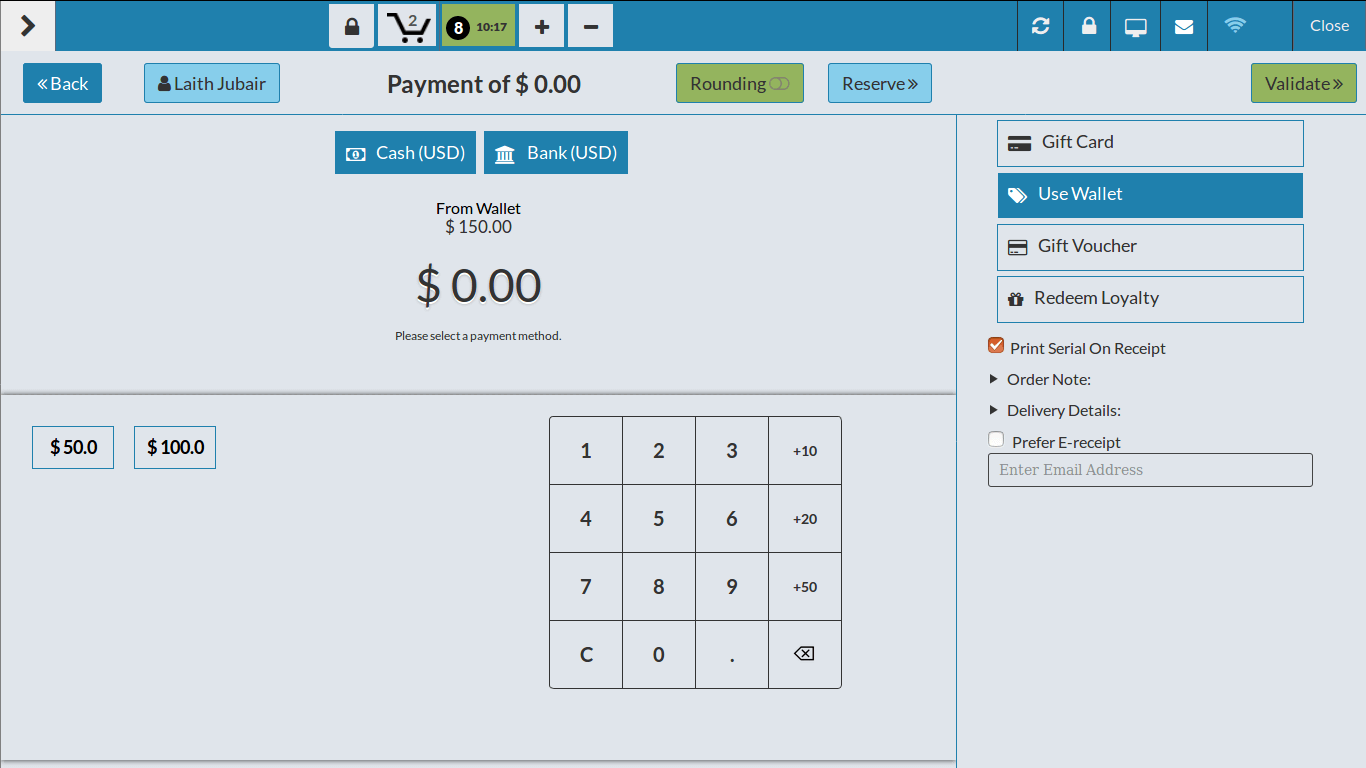 2
8 10:17
+
−
Close
Back
Laith Jubair
Payment of $ 0.00
Rounding
Reserve
Validate
Cash (USD)
Bank (USD)
From Wallet
$ 150.00
$ 0.00
Please select a payment method.
$ 50.0
$ 100.0
1 2 3 +10
4 5 6 +20
7 8 9 +50
C 0 .
Gift Card
Use Wallet
Gift Voucher
Redeem Loyalty
Print Serial On Receipt
Order Note:
Delivery Details:
Prefer E-receipt
Enter Email Address